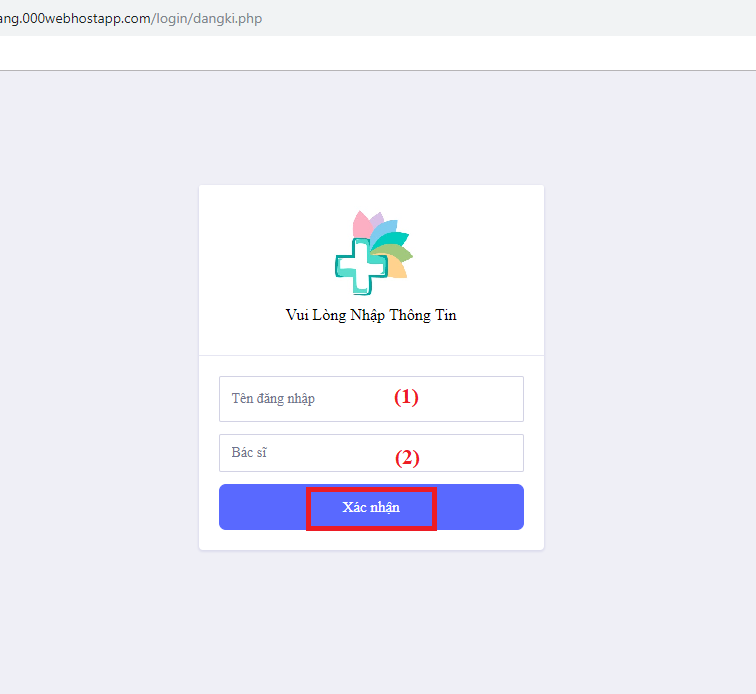 ang.000webhostapp.com/login/dangki.php
Vui Lòng Nhập Thông Tin
Tên đăng nhập (1)
Bác sĩ (2)
Xác nhận